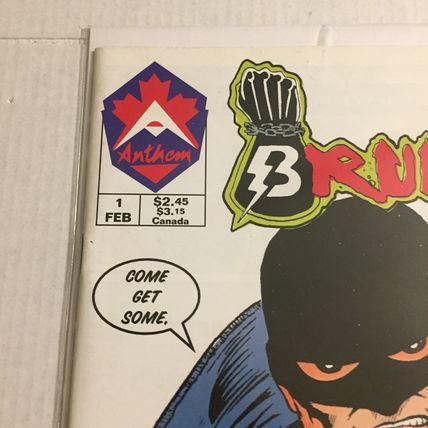 Anthem
1
FEB
$2.45
$3.15
Canada
BRU
COME
GET
SOME.